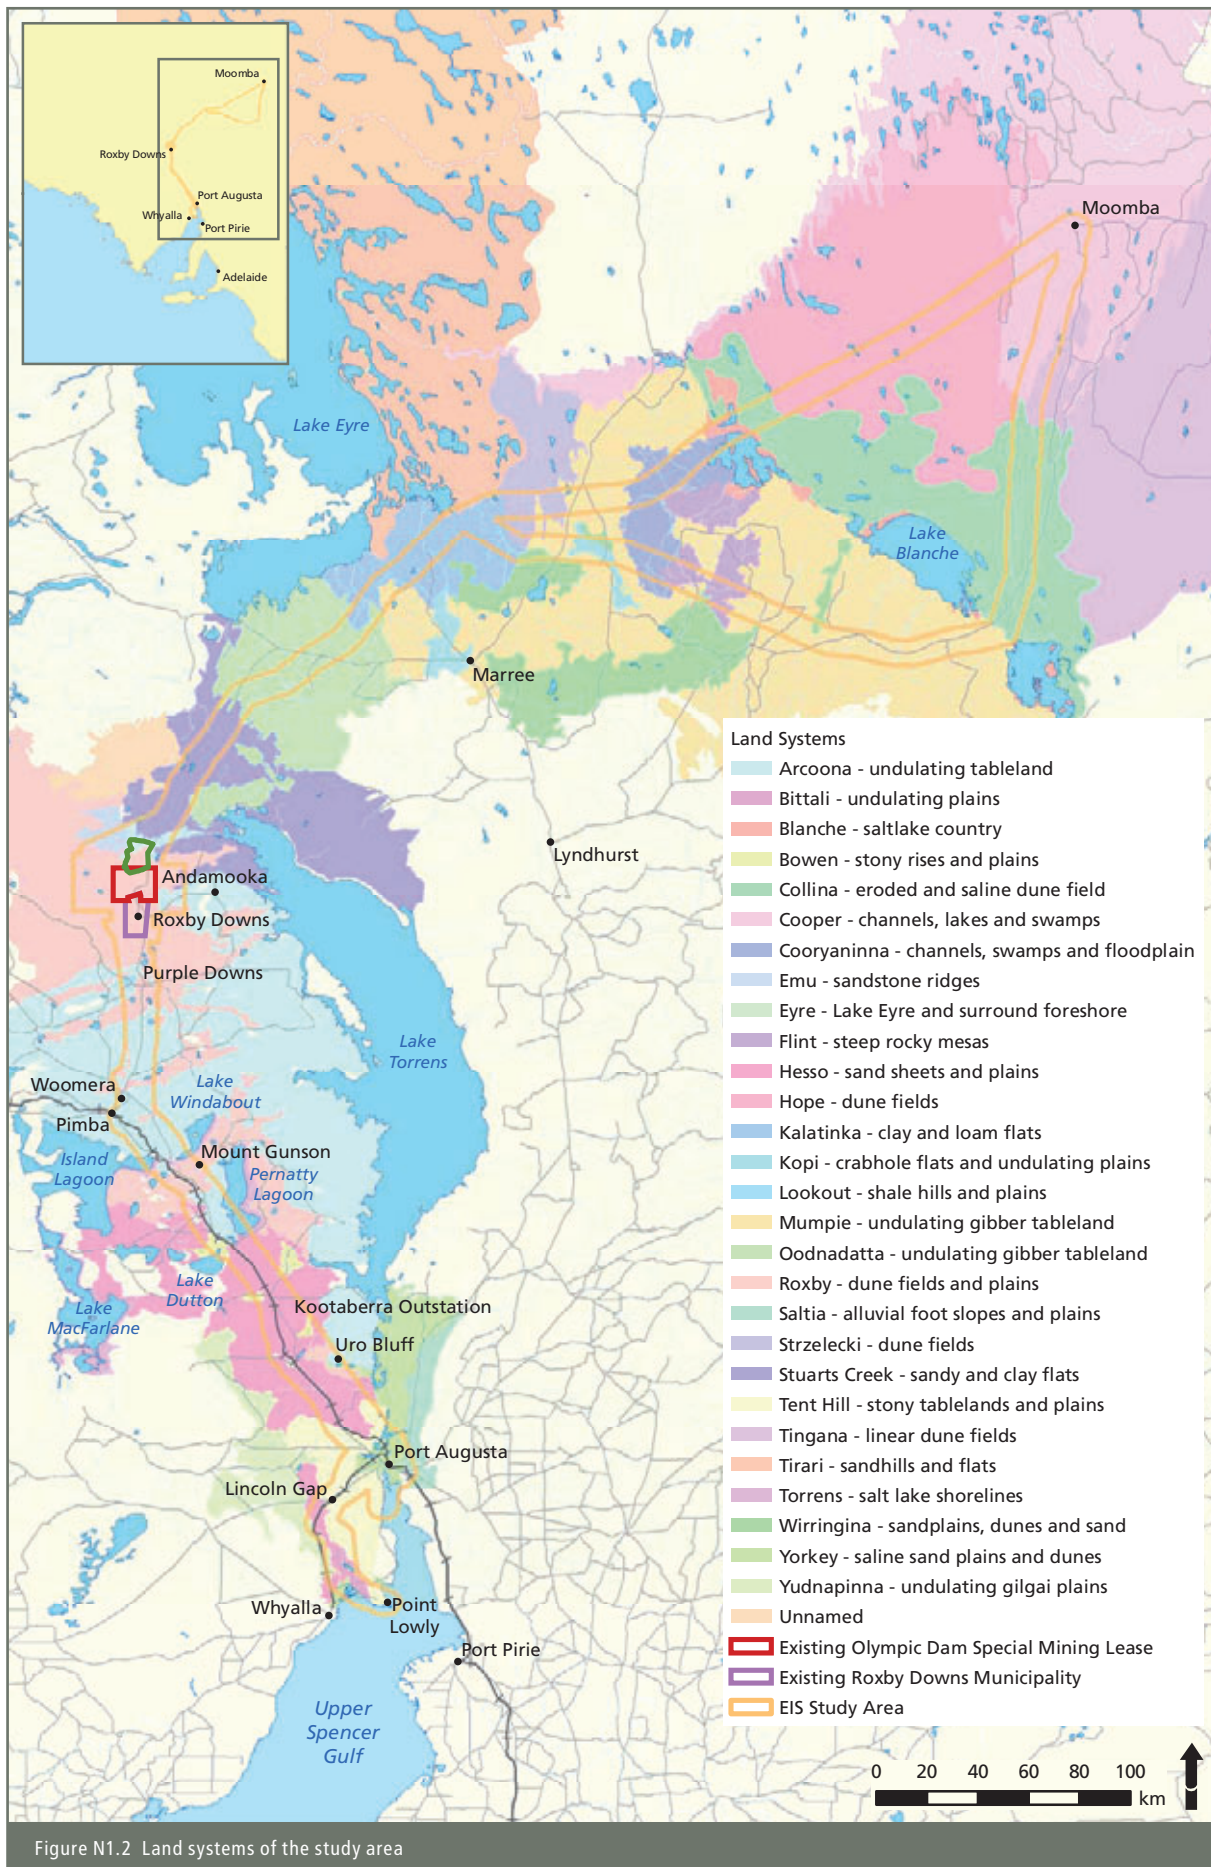 Moomba
Roxby Downs
Port Augusta
Whyalla
Port Pirie
Adelaide
Moomba
Lake Eyre
Lake
Blanche
Marree
Lyndhurst
Andamooka
Roxby Downs
Purple Downs
Lake
Torrens
Woomera
Lake
Windabout
Pimba
Mount Gunson
Island
Lagoon
Pernatty
Lagoon
Lake
Dutton
Lake
MacFarlane
Kootaberra Outstation
Uro Bluff
Port Augusta
Lincoln Gap
Whyalla
Point
Lowly
Port Pirie
Upper
Spencer
Gulf
Land Systems
Arcoona - undulating tableland
Bittali - undulating plains
Blanche - saltlake country
Bowen - stony rises and plains
Collina - eroded and saline dune field
Cooper - channels, lakes and swamps
Cooryaninna - channels, swamps and floodplain
Emu - sandstone ridges
Eyre - Lake Eyre and surround foreshore
Flint - steep rocky mesas
Hesso - sand sheets and plains
Hope - dune fields
Kalatinka - clay and loam flats
Kopi - crabhole flats and undulating plains
Lookout - shale hills and plains
Mumpie - undulating gibber tableland
Oodnadatta - undulating gibber tableland
Roxby - dune fields and plains
Saltia - alluvial foot slopes and plains
Strzelecki - dune fields
Stuarts Creek - sandy and clay flats
Tent Hill - stony tablelands and plains
Tingana - linear dune fields
Tirari - sandhills and flats
Torrens - salt lake shorelines
Wirringina - sandplains, dunes and sand
Yorkey - saline sand plains and dunes
Yudnapinna - undulating gilgai plains
Unnamed
Existing Olympic Dam Special Mining Lease
Existing Roxby Downs Municipality
EIS Study Area
0 20 40 60 80 100
km
Figure N1.2 Land systems of the study area